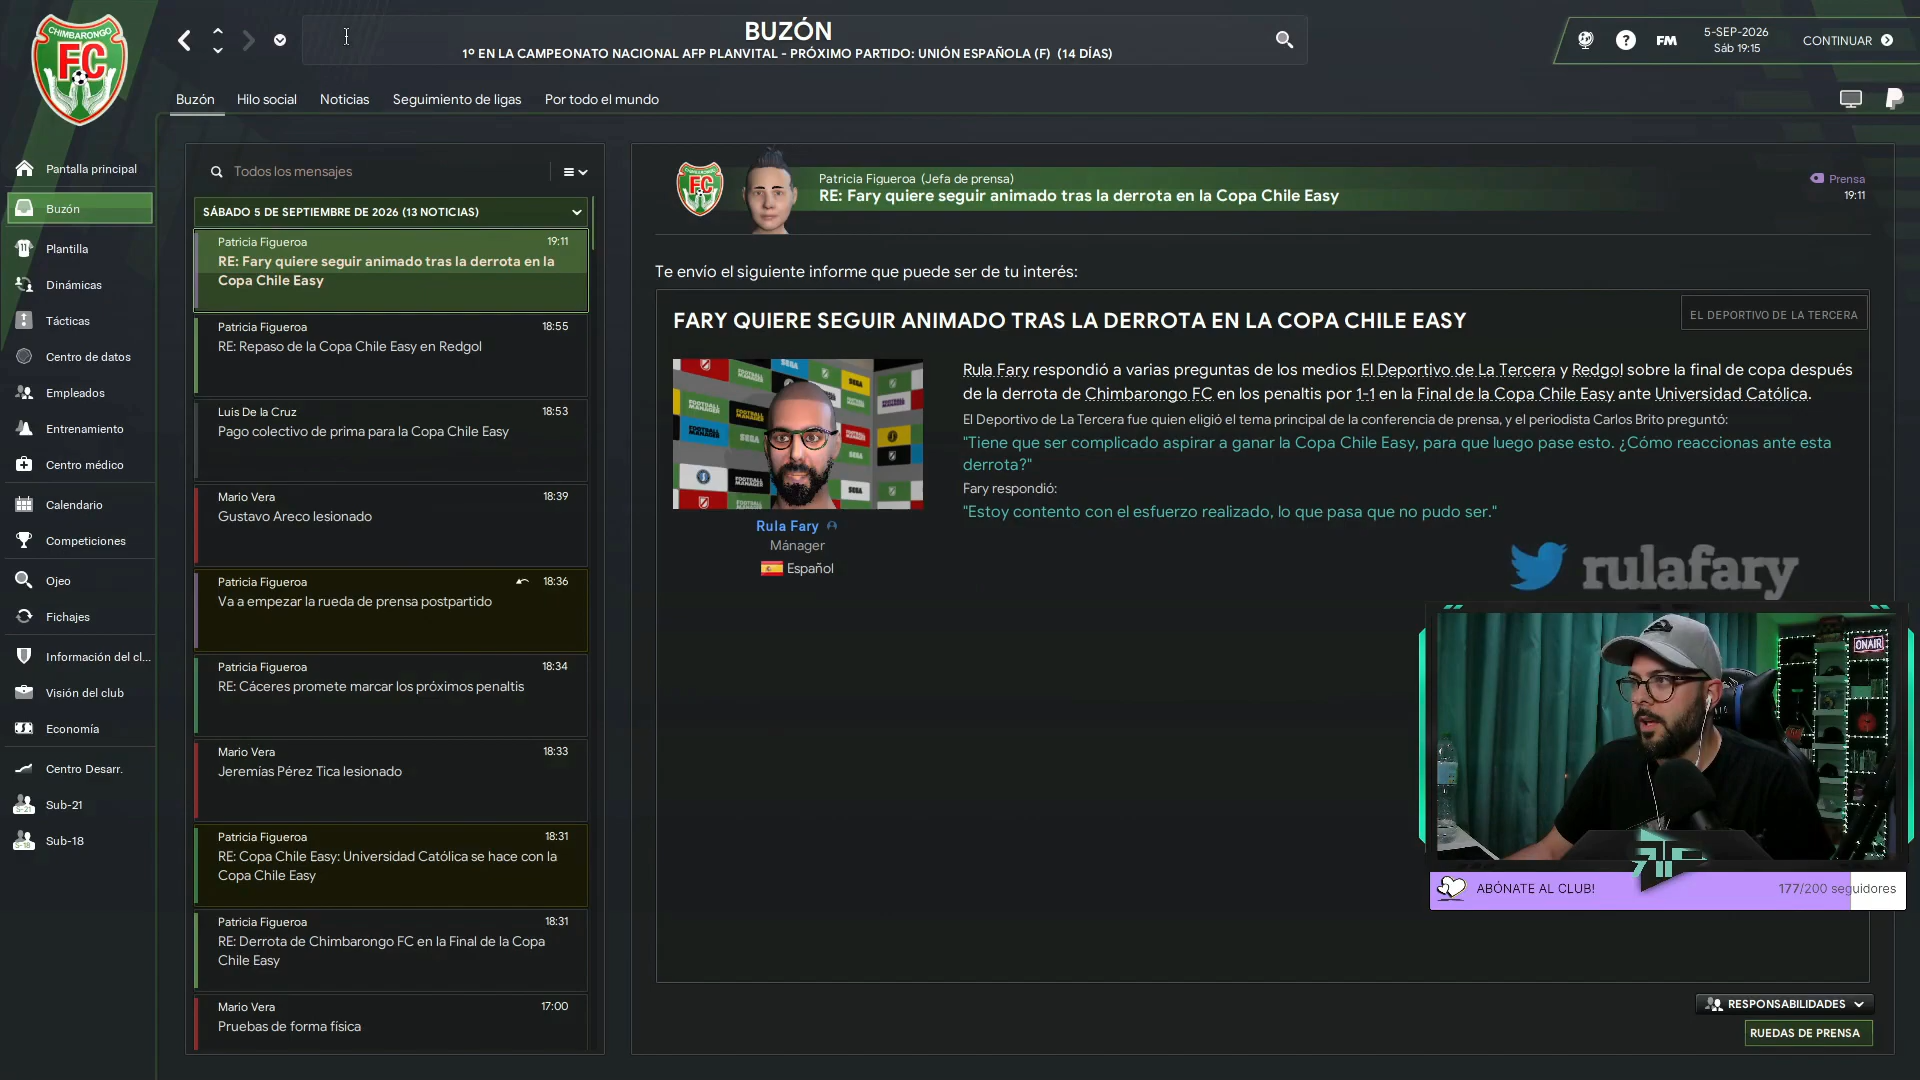 CHIMBARONGO
FC
BUZÓN
1º EN LA CAMPEONATO NACIONAL AFP PLANVITAL - PRÓXIMO PARTIDO: UNIÓN ESPAÑOLA (F) (14 DÍAS)
FM
5-SEP-2026
Sáb 19:15
CONTINUAR
Buzón
Hilo social
Noticias
Seguimiento de ligas
Por todo el mundo
Pantalla principal
Buzón
Plantilla
Dinámicas
Tácticas
Centro de datos
Empleados
Entrenamiento
Centro médico
Calendario
Competiciones
Ojeo
Fichajes
Información del cl...
Visión del club
Economía
Centro Desarr.
Sub-21
Sub-18
Todos los mensajes
SÁBADO 5 DE SEPTIEMBRE DE 2026 (13 NOTICIAS)
Patricia Figueroa 19:11
RE: Fary quiere seguir animado tras la derrota en la
Copa Chile Easy
Patricia Figueroa 18:55
RE: Repaso de la Copa Chile Easy en Redgol
Luis De la Cruz 18:53
Pago colectivo de prima para la Copa Chile Easy
Mario Vera 18:39
Gustavo Areco lesionado
Patricia Figueroa 18:36
Va a empezar la rueda de prensa postpartido
Patricia Figueroa 18:34
RE: Cáceres promete marcar los próximos penaltis
Mario Vera 18:33
Jeremías Pérez Tica lesionado
Patricia Figueroa 18:31
RE: Copa Chile Easy: Universidad Católica se hace con la
Copa Chile Easy
Patricia Figueroa 18:31
RE: Derrota de Chimbarongo FC en la Final de la Copa
Chile Easy
Mario Vera 17:00
Pruebas de forma física
Patricia Figueroa (Jefa de prensa)
RE: Fary quiere seguir animado tras la derrota en la Copa Chile Easy
Prensa
19:11
Te envío el siguiente informe que puede ser de tu interés:
FARY QUIERE SEGUIR ANIMADO TRAS LA DERROTA EN LA COPA CHILE EASY
EL DEPORTIVO DE LA TERCERA
Rula Fary respondió a varias preguntas de los medios El Deportivo de La Tercera y Redgol sobre la final de copa después
de la derrota de Chimbarongo FC en los penaltis por 1-1 en la Final de la Copa Chile Easy ante Universidad Católica.
El Deportivo de La Tercera fue quien eligió el tema principal de la conferencia de prensa, y el periodista Carlos Brito preguntó:
"Tiene que ser complicado aspirar a ganar la Copa Chile Easy, para que luego pase esto. ¿Cómo reaccionas ante esta
derrota?"
Fary respondió:
"Estoy contento con el esfuerzo realizado, lo que pasa que no pudo ser."
Rula Fary
Mánager
Español
rulafary
ON AIR
ABÓNATE AL CLUB!
177/200 seguidores
RESPONSABILIDADES
RUEDAS DE PRENSA